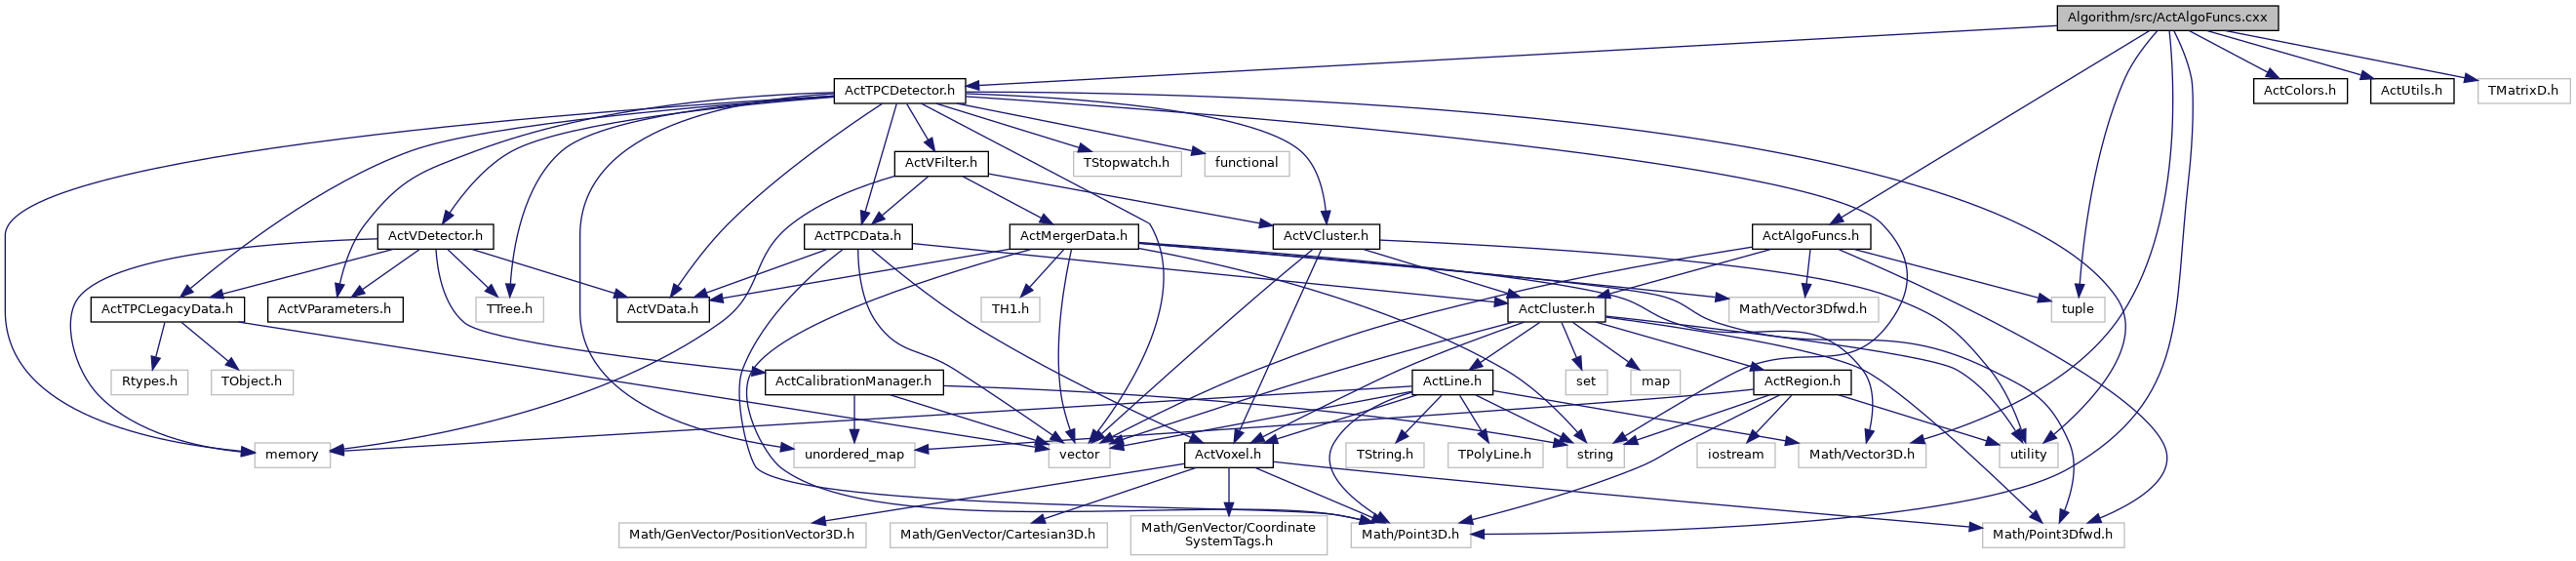 Algorithm/src/ActAlgoFuncs.cxx
ActTPCDetector.h
ActColors.h
ActUtils.h
TMatrixD.h
ActVFilter.h
TStopwatch.h
functional
ActVDetector.h
ActTPCData.h
ActMergerData.h
ActVCluster.h
ActAlgoFuncs.h
ActTPCLegacyData.h
ActVParameters.h
TTree.h
ActVData.h
TH1.h
ActCluster.h
Math/Vector3Dfwd.h
tuple
Rtypes.h
TObject.h
ActCalibrationManager.h
ActLine.h
set
map
ActRegion.h
memory
unordered_map
vector
ActVoxel.h
TString.h
TPolyLine.h
string
iostream
Math/Vector3D.h
utility
Math/GenVector/PositionVector3D.h
Math/GenVector/Cartesian3D.h
Math/GenVector/Coordinate
SystemTags.h
Math/Point3D.h
Math/Point3Dfwd.h